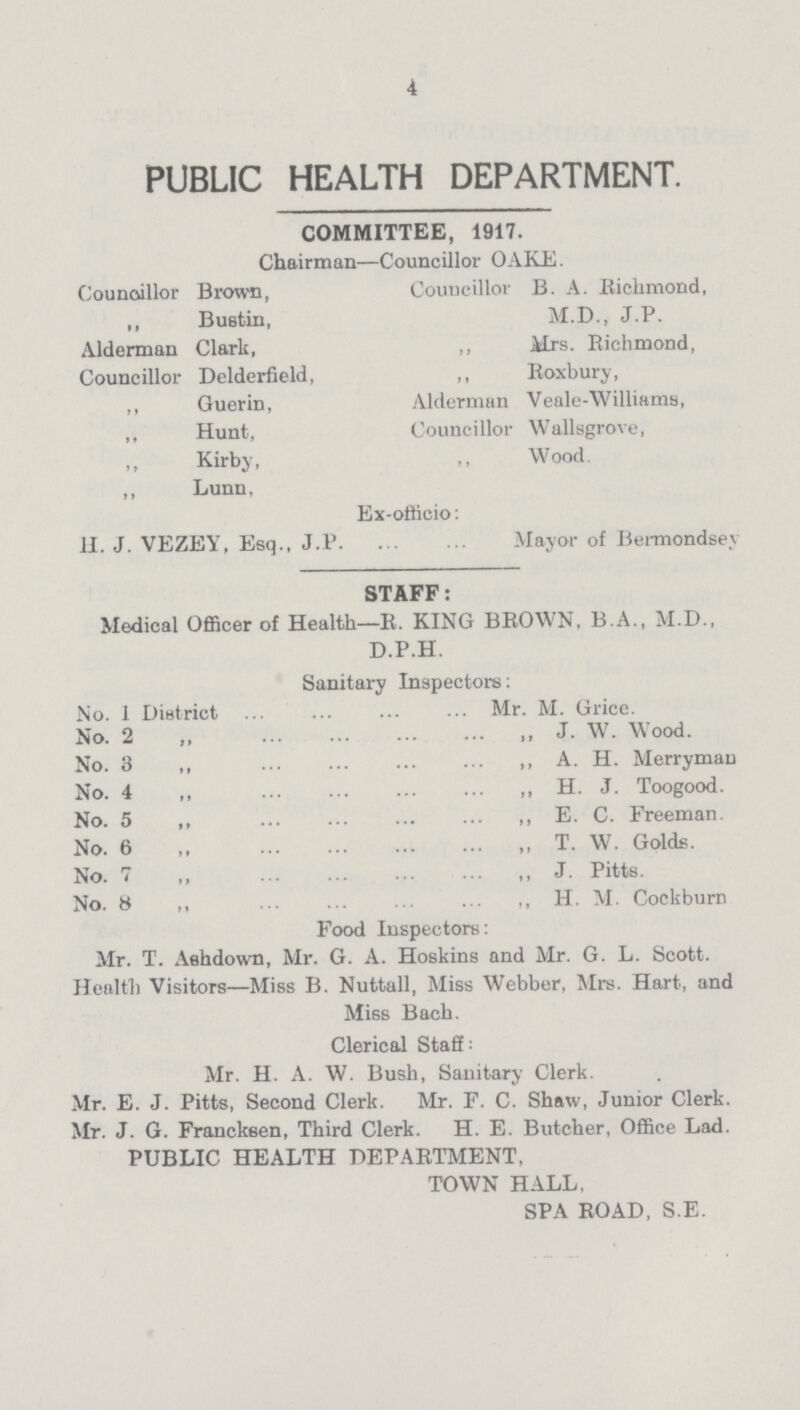 4
PUBLIC HEALTH DEPARTMENT.
COMMITTEE, 1917.
Chairman—Councillor OAKE.
Councillor Brown, Councillor B. A. Richmond,
,, Bustin, M.D., J.P.
Alderman Clark, ,, Mrs. Richmond,
Councillor Delderfield, ,, Roxbury,
,, Guerin, Alderman Veale-Williams,
,, Hunt, Councillor Wallsgrove,
,, Kirby, ,, Wood.
,, Lunn,
Ex-officio:
H. J. VEZEY, Esq., J.P. ... ... Mayor of Bermondsey
STAFF:
Medical Officer of Health—R. KING BROWN, B.A., M.D.,
D.P.H.
Sanitary Inspectors:
No. 1 District ... ... ... ... Mr. M. Grice.
No. 2 ,, ... ... ... ... ,, J. W. Wood.
No. 3 ,, ... ... ... ... ,, A. H. Merryman
No. 4 ,, ... ... ... ... ,, H. J. Toogood.
No. 5 ,, ... ... ... ... ,, E. C. Freeman.
No. 6 ,, ... ... ... ... ,, T. W. Golds.
No. 7 ,, ... ... ... ... ,, J. Pitts.
No. 8 ,, ... ... ... ... ,, H. M. Cockburn
Food Inspectors:
Mr. T. Ashdown, Mr. G. A. Hoskins and Mr. G. L. Scott.
Health Visitors—Miss B. Nuttall, Miss Webber, Mrs. Hart, and
Miss Bach.
Clerical Staff:
Mr. H. A. W. Bush, Sanitary Clerk.
Mr. E. J. Pitts, Second Clerk. Mr. F. C. Shaw, Junior Clerk.
Mr. J. G. Francksen, Third Clerk. H. E. Butcher, Office Lad.
PUBLIC HEALTH DEPARTMENT,
TOWN HALL,
SPA ROAD, S.E.